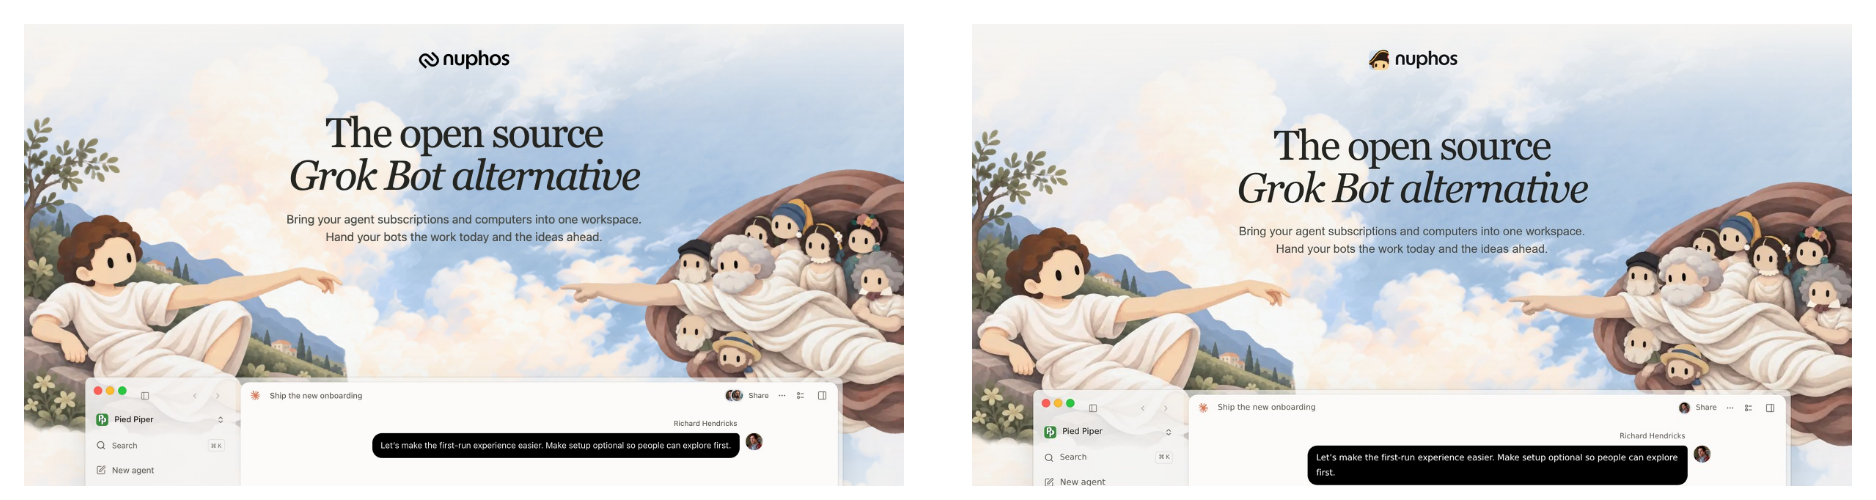 nuphos
The open source
Grok Bot alternative
Bring your agent subscriptions and computers into one workspace.
Hand your bots the work today and the ideas ahead.
Ship the new onboarding
Share
Pied Piper
Richard Hendricks
Let's make the first-run experience easier. Make setup optional so people can explore first.
Search
⌘K
New agent
nuphos
The open source
Grok Bot alternative
Bring your agent subscriptions and computers into one workspace.
Hand your bots the work today and the ideas ahead.
Ship the new onboarding
Share
Pied Piper
Richard Hendricks
Let's make the first-run experience easier. Make setup optional so people can explore
first.
Search
⌘K
New agent